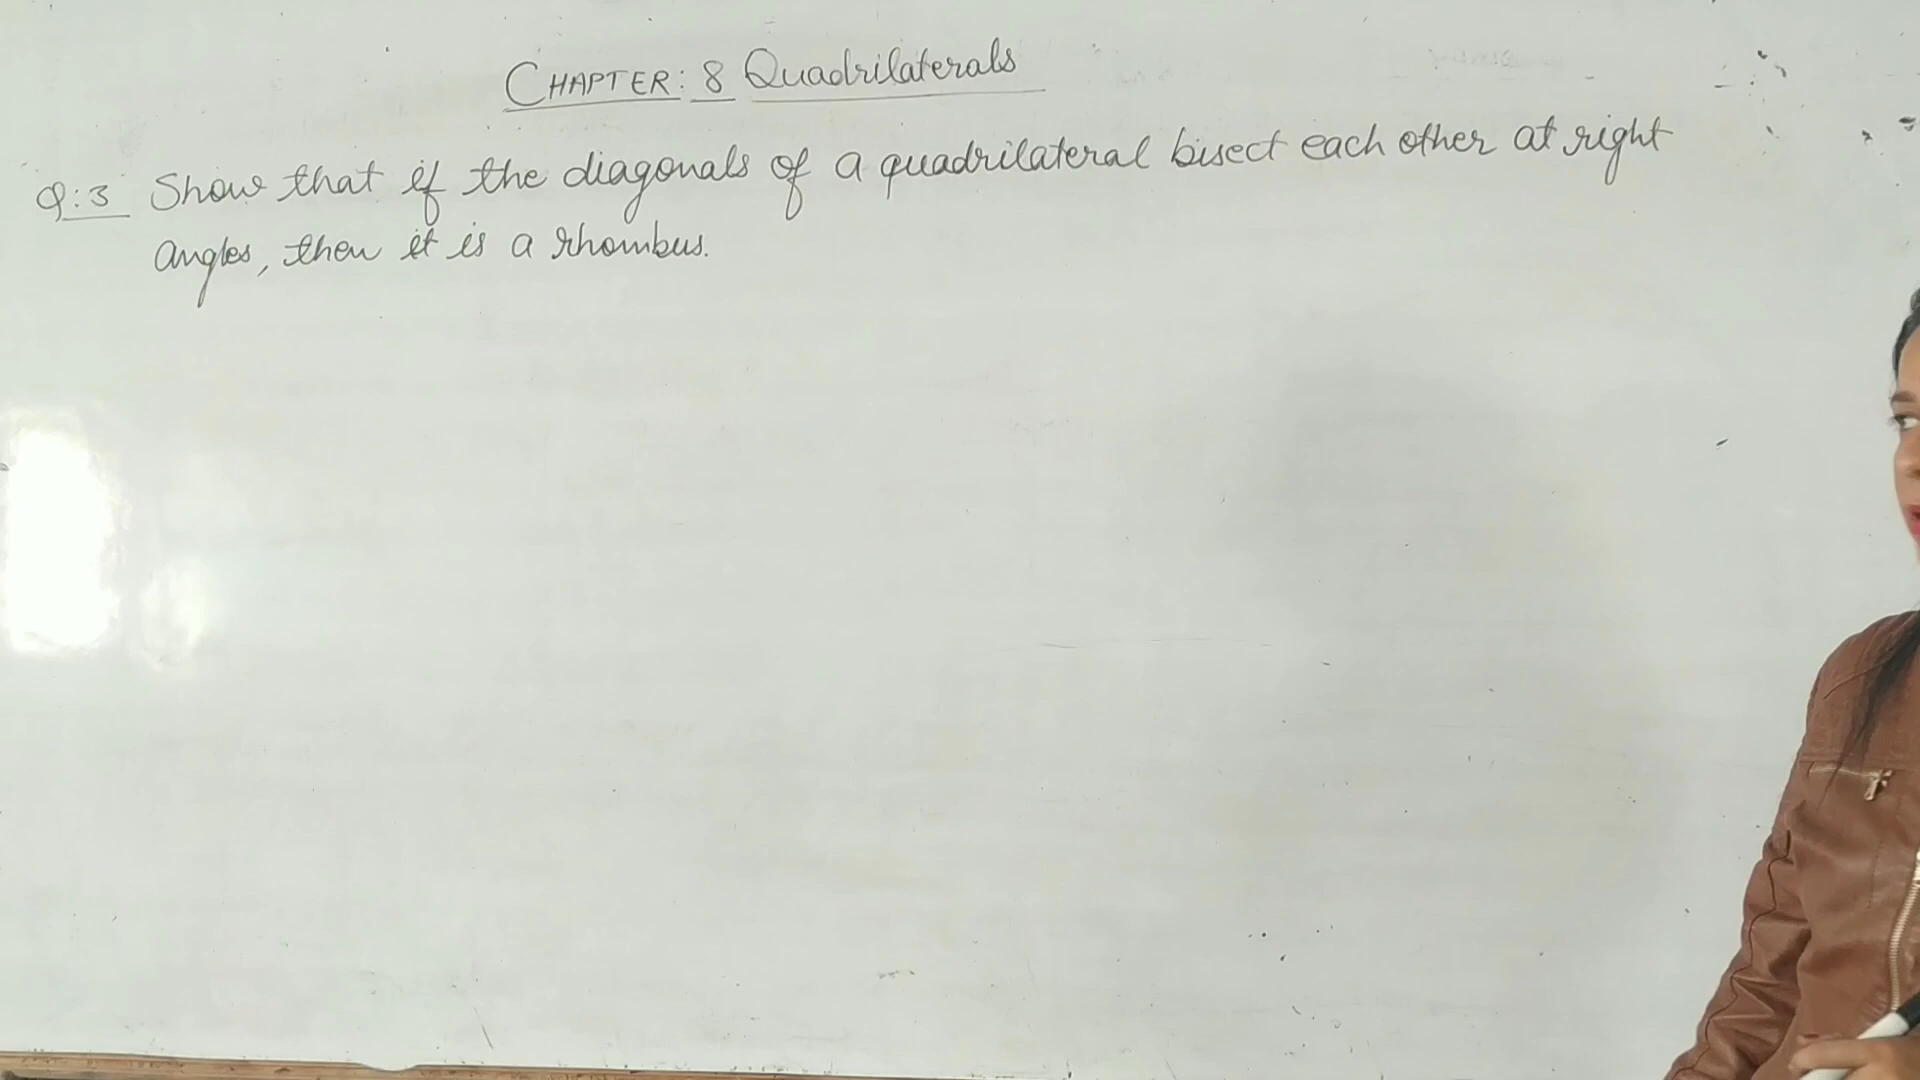 CHAPTER: 8 Quadrilaterals
Q:3 Show that if the diagonals of a quadrilateral bisect each other at right
angles, then it is a rhombus.